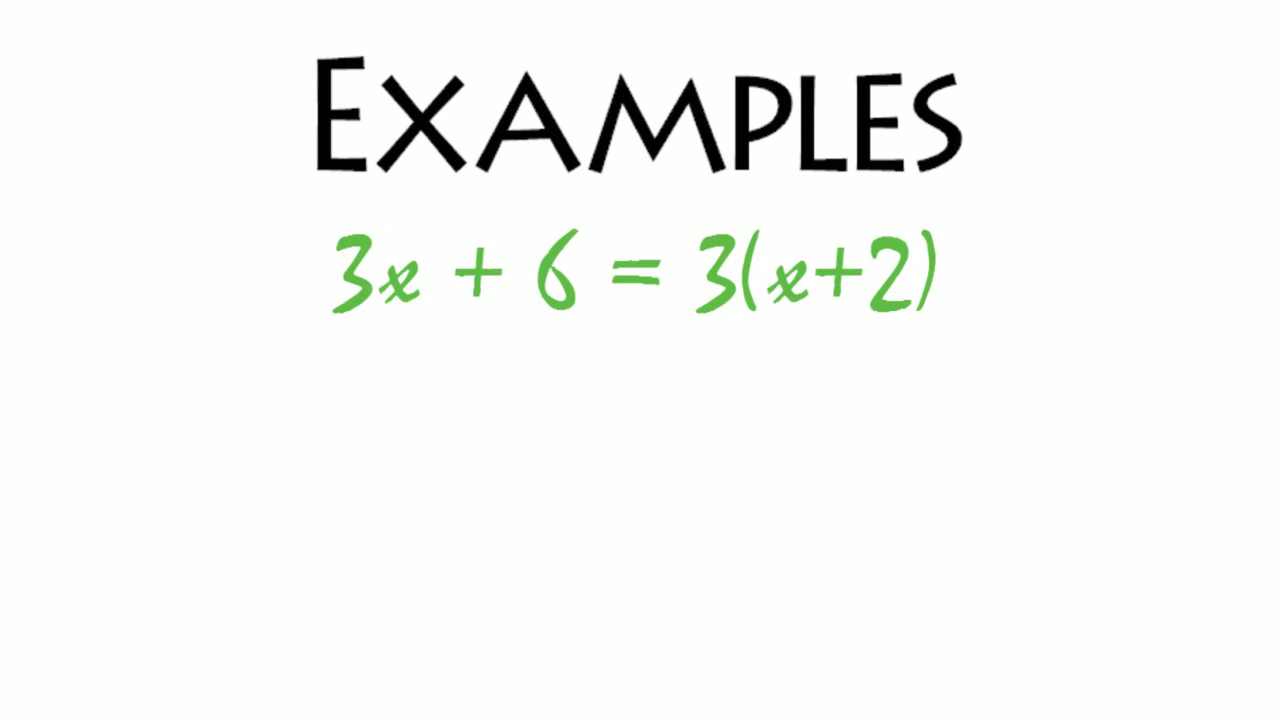 Examples
3x + 6 = 3(x+2)